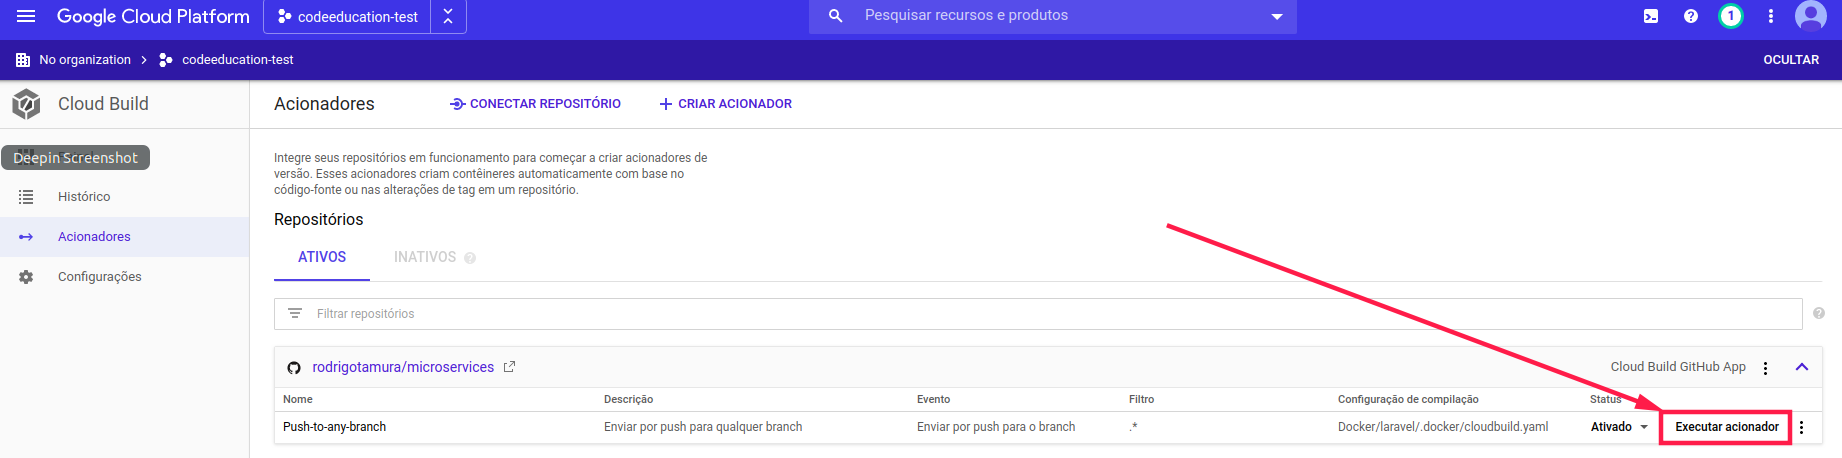 Google Cloud Platform codeeducation-test Pesquisar recursos e produtos 1
No organization codeeducation-test OCULTAR
Cloud Build Acionadores CONECTAR REPOSITÓRIO CRIAR ACIONADOR
Deepin Screenshot
Histórico
Acionadores
Configurações
Integre seus repositórios em funcionamento para começar a criar acionadores de
versão. Esses acionadores criam contêineres automaticamente com base no
código-fonte ou nas alterações de tag em um repositório.
Repositórios
ATIVOS INATIVOS
Filtrar repositórios
rodrigotamura/microservices Cloud Build GitHub App
Nome Descrição Evento Filtro Configuração de compilação Status
Push-to-any-branch Enviar por push para qualquer branch Enviar por push para o branch .* Docker/laravel/.docker/cloudbuild.yaml Ativado Executar acionador